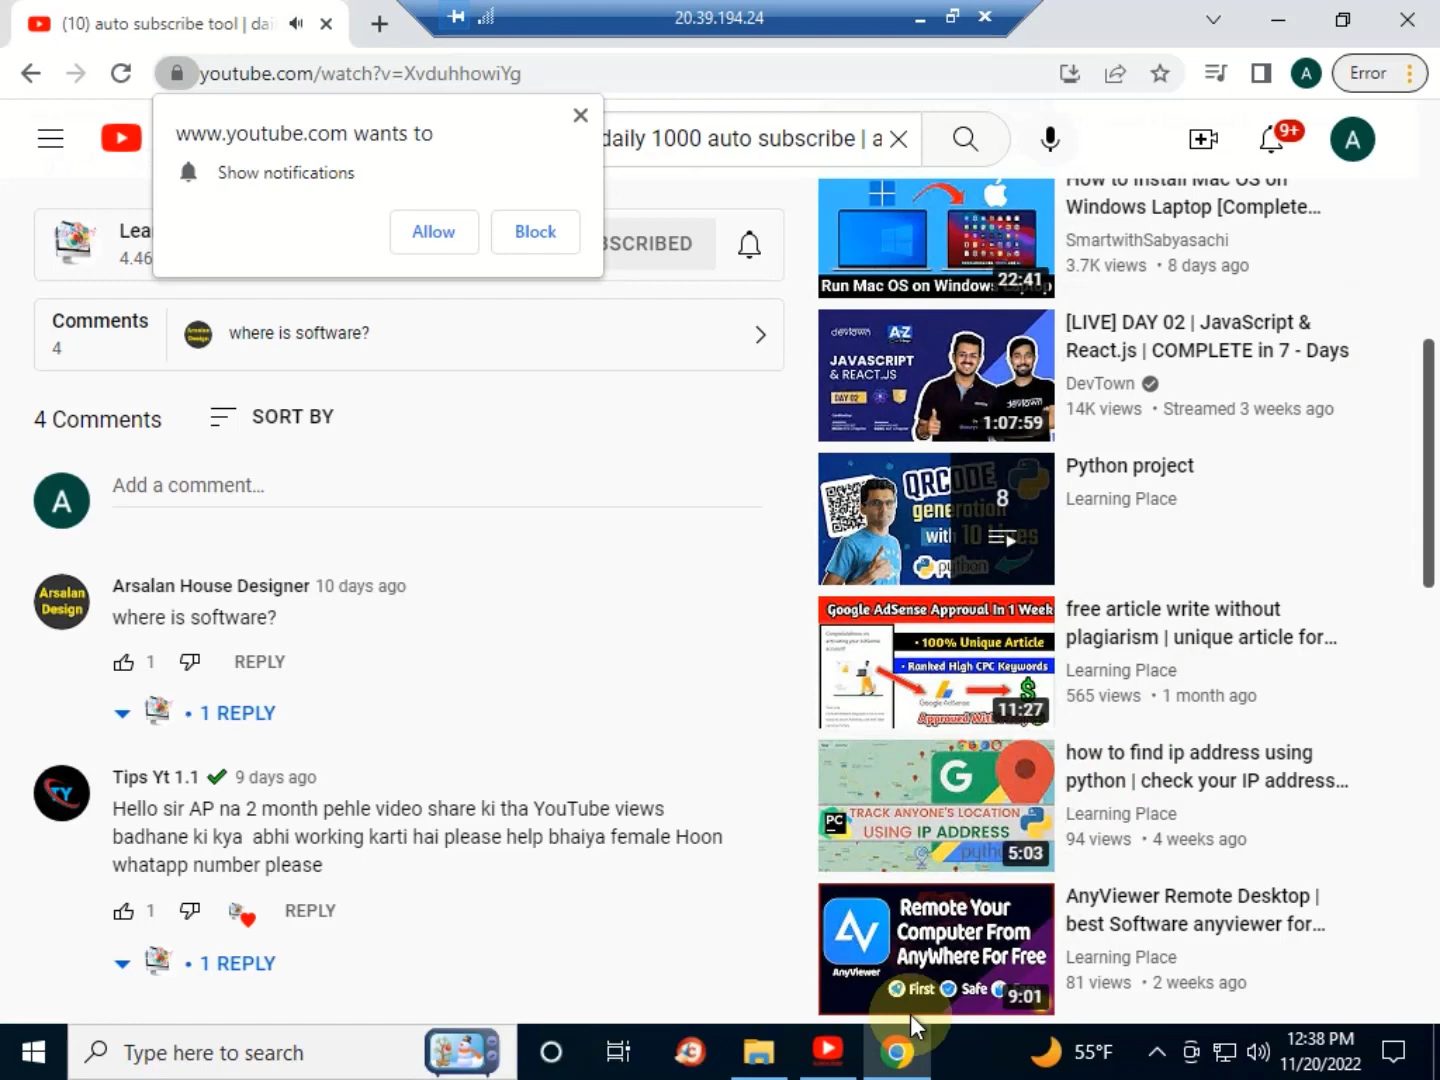 (10) auto subscribe tool | dai
20.39.194.24
youtube.com/watch?v=XvduhhowiYg
A
Error
www.youtube.com wants to
Show notifications
Allow
Block
daily 1000 auto subscribe | a
9+
A
Lea
4.46
BSCRIBED
Comments
4
where is software?
4 Comments
SORT BY
A
Add a comment...
Arsalan
Design
Arsalan House Designer 10 days ago
where is software?
1
REPLY
• 1 REPLY
TY
Tips Yt 1.1 ✔ 9 days ago
Hello sir AP na 2 month pehle video share ki tha YouTube views
badhane ki kya abhi working karti hai please help bhaiya female Hoon
whatapp number please
1
REPLY
• 1 REPLY
Run Mac OS on Windows
22:41
How to Install Mac OS on
Windows Laptop [Complete...
SmartwithSabyasachi
3.7K views • 8 days ago
devtown
A-Z
JAVASCRIPT
& REACT.JS
DAY 02
devtown
1:07:59
[LIVE] DAY 02 | JavaScript &
React.js | COMPLETE in 7 - Days
DevTown
14K views • Streamed 3 weeks ago
QRCODE
with 10 Lines
python
8
Python project
Learning Place
Google AdSense Approval In 1 Week
• 100% Unique Article
• Ranked High CPC Keywords
Google AdSense
11:27
free article write without
plagiarism | unique article for...
Learning Place
565 views • 1 month ago
G
PC
TRACK ANYONE'S LOCATION
USING IP ADDRESS
5:03
how to find ip address using
python | check your IP address...
Learning Place
94 views • 4 weeks ago
AnyViewer
Remote Your
Computer From
AnyWhere For Free
First
Safe
9:01
AnyViewer Remote Desktop |
best Software anyviewer for...
Learning Place
81 views • 2 weeks ago
Type here to search
55°F
12:38 PM
11/20/2022